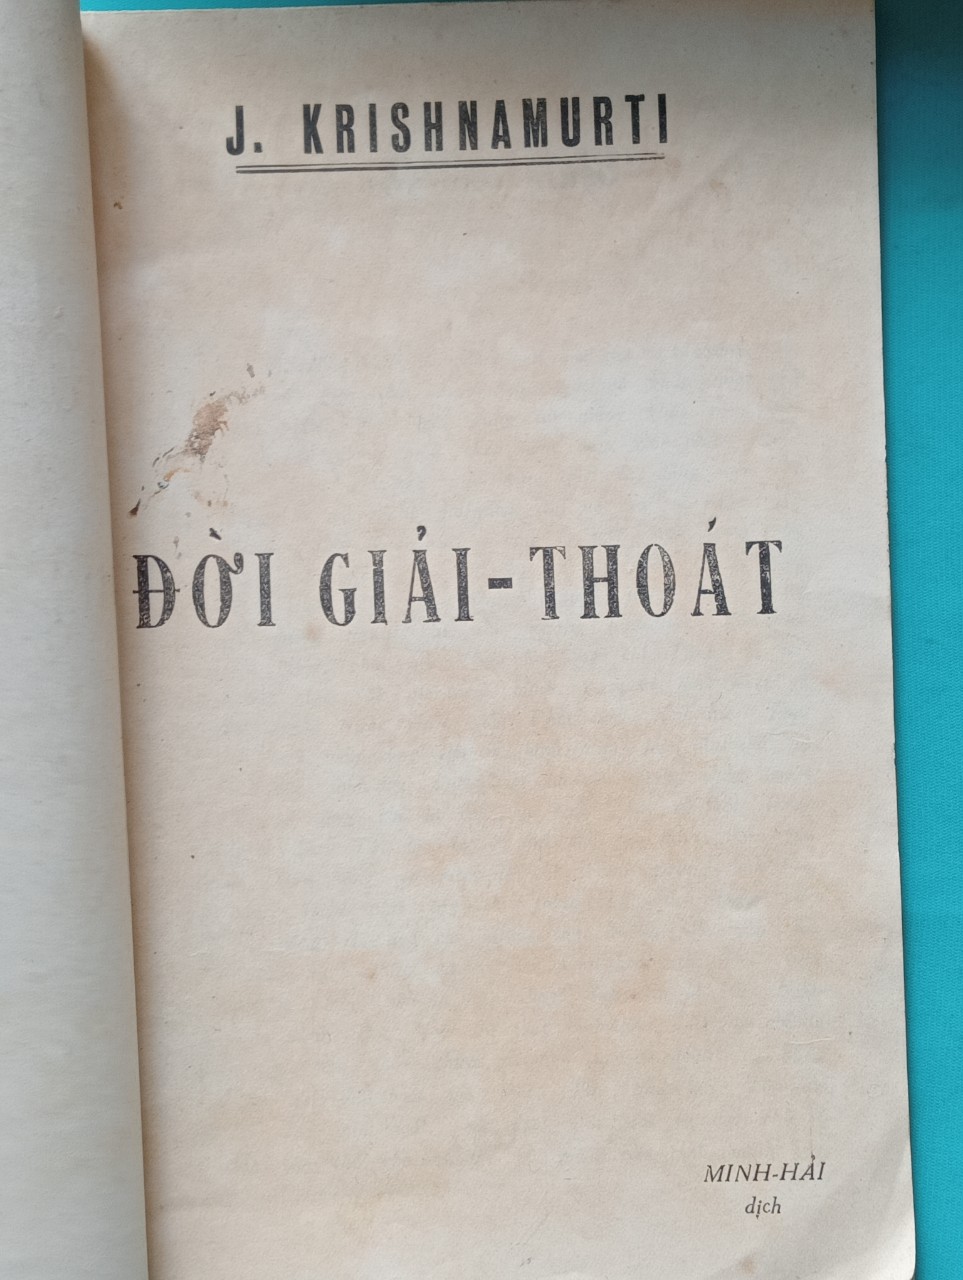 J. KRISHNAMURTI
ĐỜI GIẢI-THOÁT
MINH-HẢI
dịch